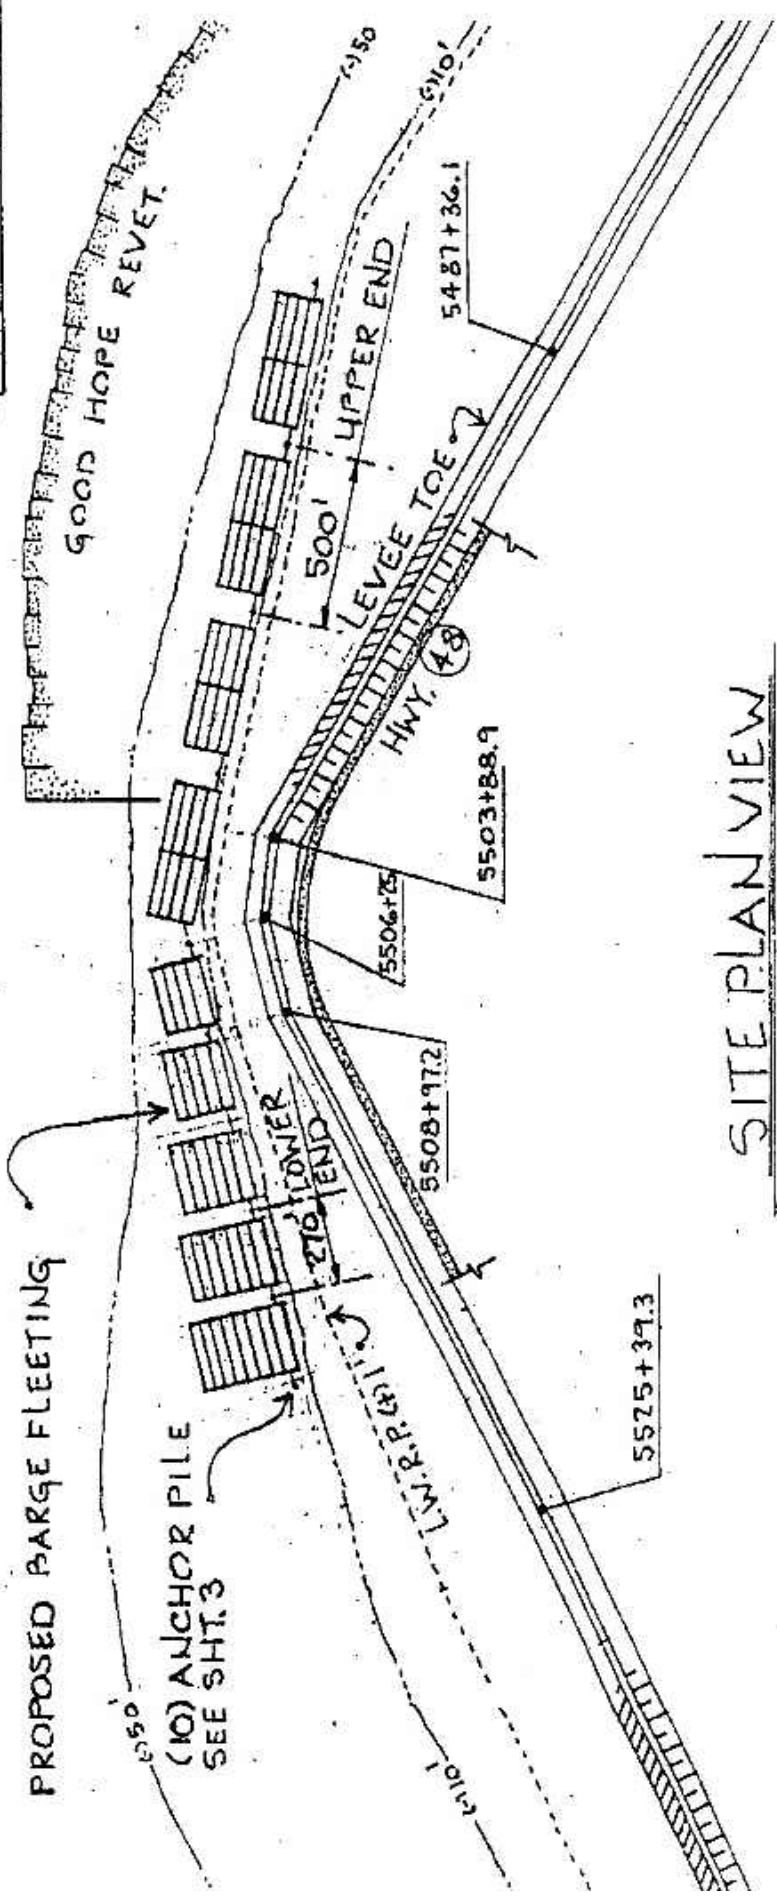 GOOD HOPE REVET.
(-)50
(-)10'
5487+36.1
UPPER END
500'
LEVEE TOE
HWY. 48
5503+88.9
5506+75
5508+97.2
PROPOSED BARGE FLEETING
LOWER
END
270'
(10) ANCHOR PILE
SEE SHT. 3
L.W.R.P. (+) 1'
5525+39.3
(-)50'
(-)10'
SITE PLAN VIEW